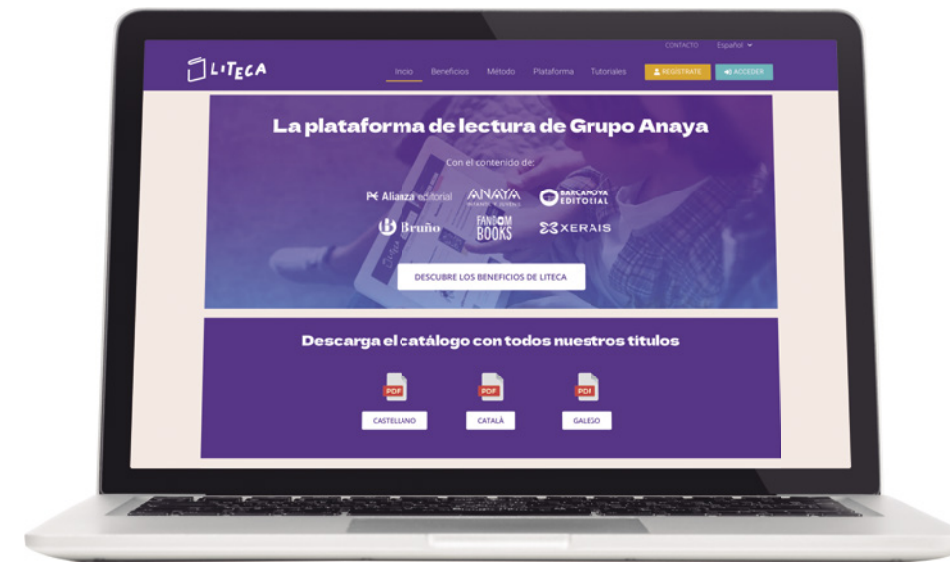 CONTACTO Español
LITECA
Inicio Beneficios Método Plataforma Tutoriales REGÍSTRATE ACCEDER
La plataforma de lectura de Grupo Anaya
Con el contenido de:
Alianza editorial ANAYA INFANTIL Y JUVENIL BARCANOVA EDITORIAL
Bruño FANDOM BOOKS XERAIS
DESCUBRE LOS BENEFICIOS DE LITECA
Descarga el catálogo con todos nuestros títulos
PDF PDF PDF
CASTELLANO CATALÀ GALEGO